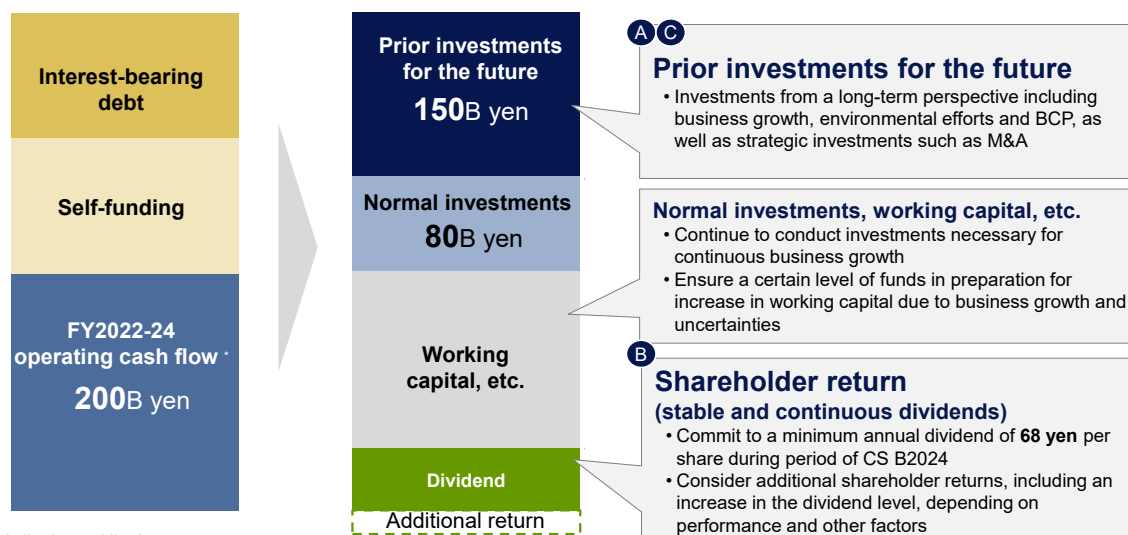 Interest-bearing
debt
Self-funding
FY2022-24
operating cash flow *
200B yen
Prior investments
for the future
150B yen
Normal investments
80B yen
Working
capital, etc.
Dividend
Additional return
A C
Prior investments for the future
• Investments from a long-term perspective including
business growth, environmental efforts and BCP, as
well as strategic investments such as M&A
Normal investments, working capital, etc.
• Continue to conduct investments necessary for
continuous business growth
• Ensure a certain level of funds in preparation for
increase in working capital due to business growth and
uncertainties
B
Shareholder return
(stable and continuous dividends)
• Commit to a minimum annual dividend of 68 yen per
share during period of CS B2024
• Consider additional shareholder returns, including an
increase in the dividend level, depending on
performance and other factors